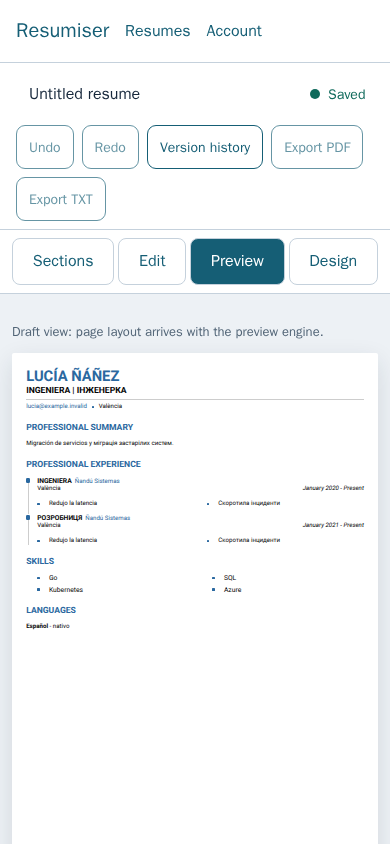 Resumiser Resumes Account
Untitled resume Saved
Undo Redo Version history Export PDF
Export TXT
Sections Edit Preview Design
Draft view: page layout arrives with the preview engine.
LUCÍA ÑÁÑEZ
INGENIERA | ІНЖЕНЕРКА
lucia@example.invalid • València
PROFESSIONAL SUMMARY
Migración de servicios y міграція застарілих систем.
PROFESSIONAL EXPERIENCE
INGENIERA Ñandú Sistemas
València January 2020 - Present
Redujo la latencia Скоротила інциденти
РОЗРОБНИЦЯ Ñandú Sistemas
València January 2021 - Present
Redujo la latencia Скоротила інциденти
SKILLS
Go SQL
Kubernetes Azure
LANGUAGES
Español - nativo